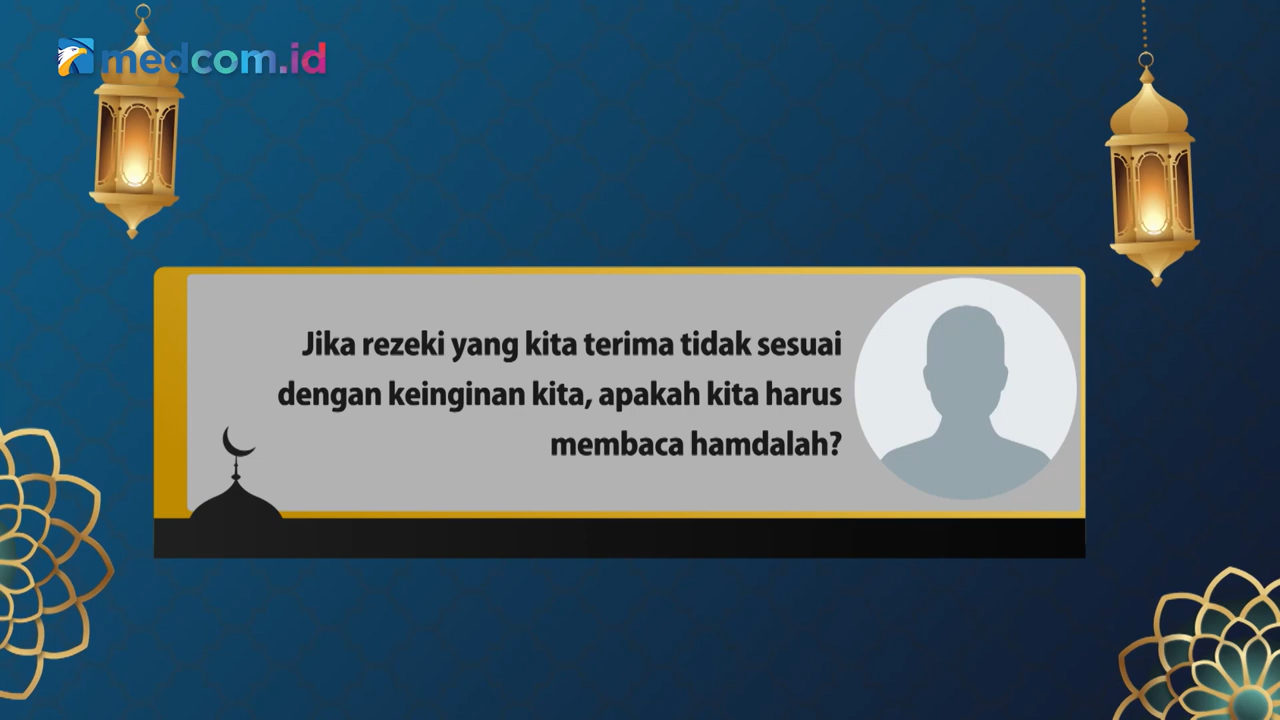 medcom.id
Jika rezeki yang kita terima tidak sesuai
dengan keinginan kita, apakah kita harus
membaca hamdalah?